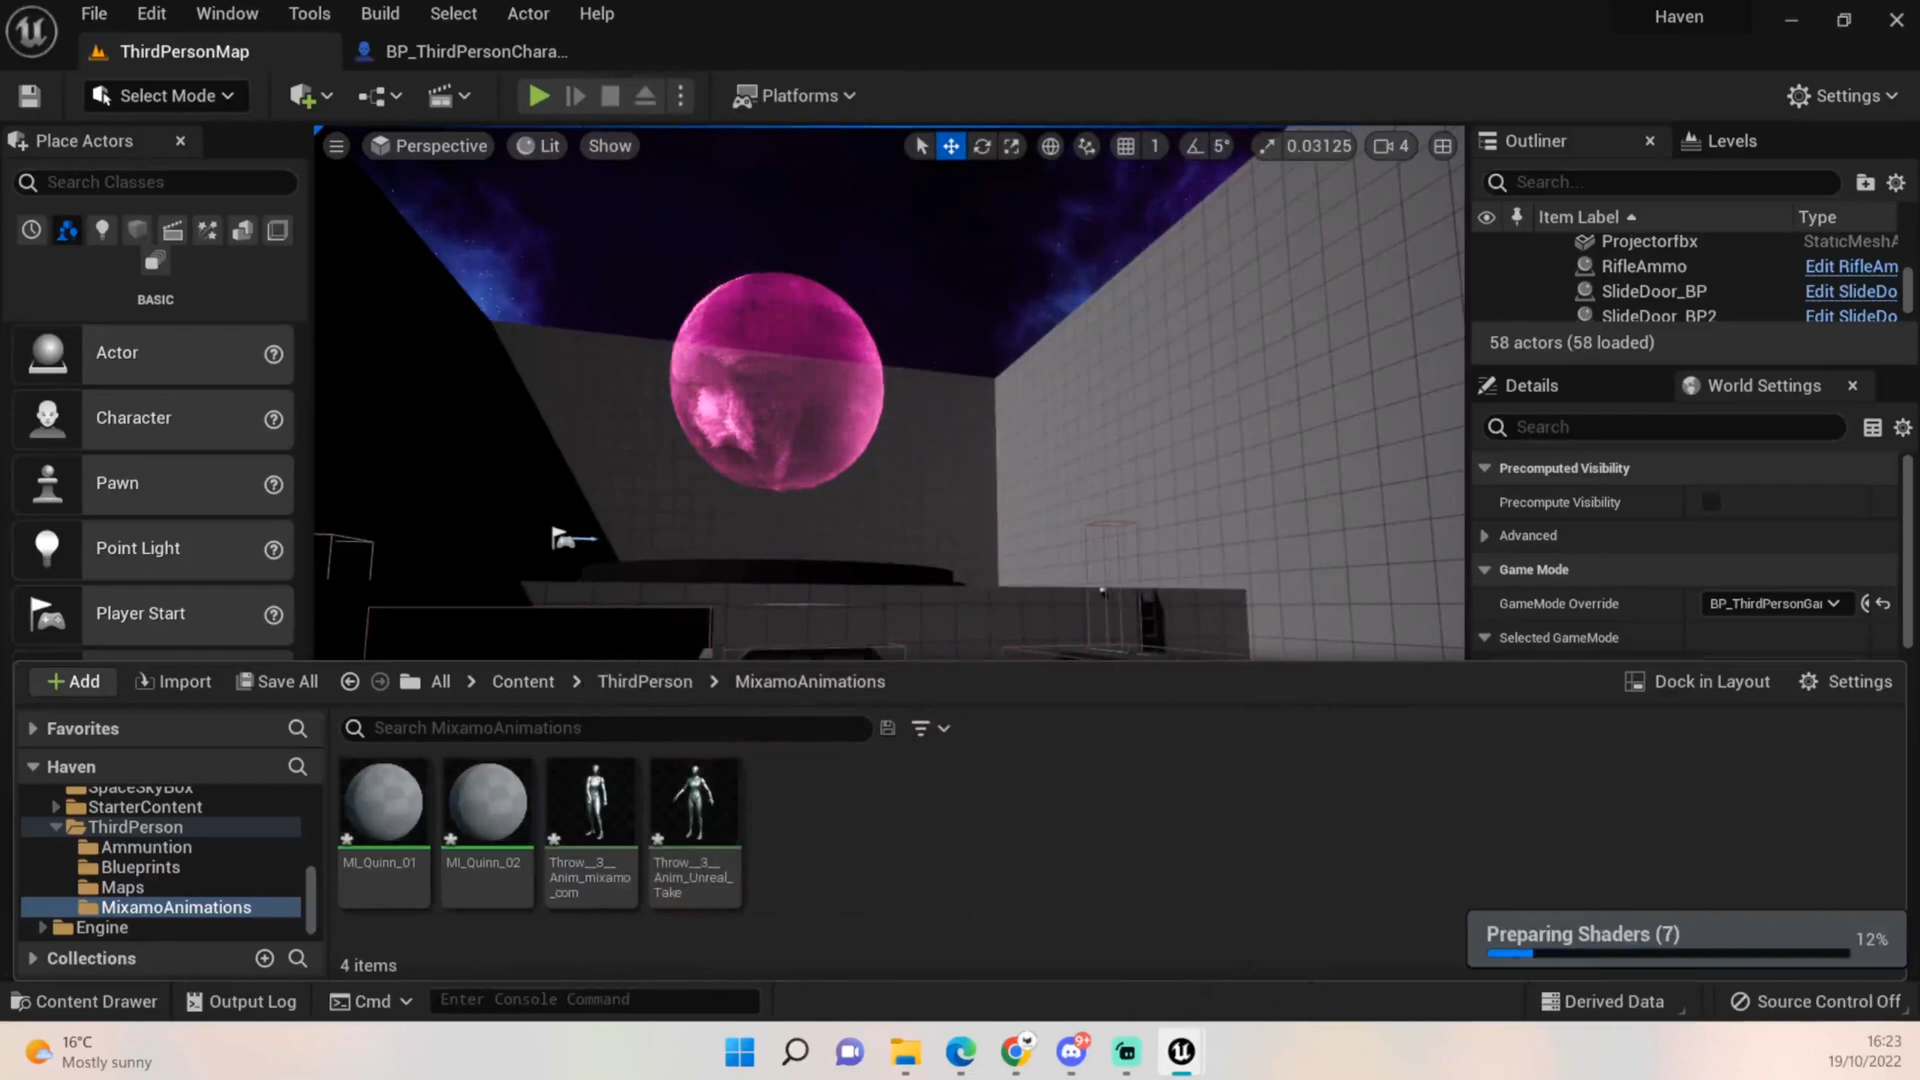 File Edit Window Tools Build Select Actor Help
Haven
ThirdPersonMap
BP_ThirdPersonChara...
Select Mode
Platforms
Settings
Place Actors
Perspective Lit Show
1 5° 0.03125 4
Outliner
Levels
Search Classes
Search...
Item Label Type
Projectorfbx StaticMeshA
RifleAmmo Edit RifleAm
SlideDoor_BP Edit SlideDo
SlideDoor_BP2 Edit SlideDo
BASIC
58 actors (58 loaded)
Actor
Details
World Settings
Character
Search
Pawn
Precomputed Visibility
Precompute Visibility
Point Light
Advanced
Game Mode
Player Start
GameMode Override BP_ThirdPersonGa
Selected GameMode
Add Import Save All All Content ThirdPerson MixamoAnimations
Dock in Layout Settings
Favorites
Search MixamoAnimations
Haven
SpaceSkyBox
StarterContent
ThirdPerson
Ammuntion
Blueprints
Maps
MixamoAnimations
Engine
MI_Quinn_01
MI_Quinn_02
Throw__3__
Anim_mixamo
_com
Throw__3__
Anim_Unreal_
Take
Preparing Shaders (7) 12%
Collections
4 items
Content Drawer Output Log Cmd Enter Console Command
Derived Data Source Control Off
16°C
Mostly sunny
9+
16:23
19/10/2022